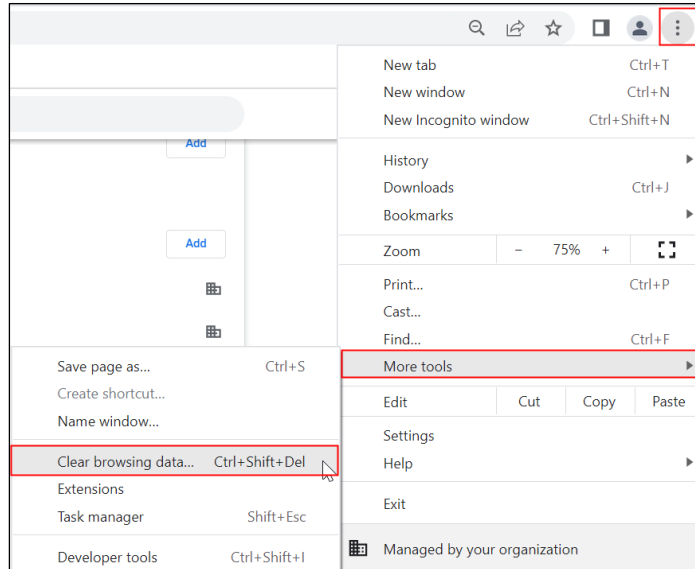 New tab Ctrl+T
New window Ctrl+N
New Incognito window Ctrl+Shift+N
Add
History
Downloads Ctrl+J
Bookmarks
Add
Zoom - 75% +
Print... Ctrl+P
Cast...
Find... Ctrl+F
More tools
Edit Cut Copy Paste
Settings
Help
Exit
Managed by your organization
Save page as... Ctrl+S
Create shortcut...
Name window...
Clear browsing data... Ctrl+Shift+Del
Extensions
Task manager Shift+Esc
Developer tools Ctrl+Shift+I